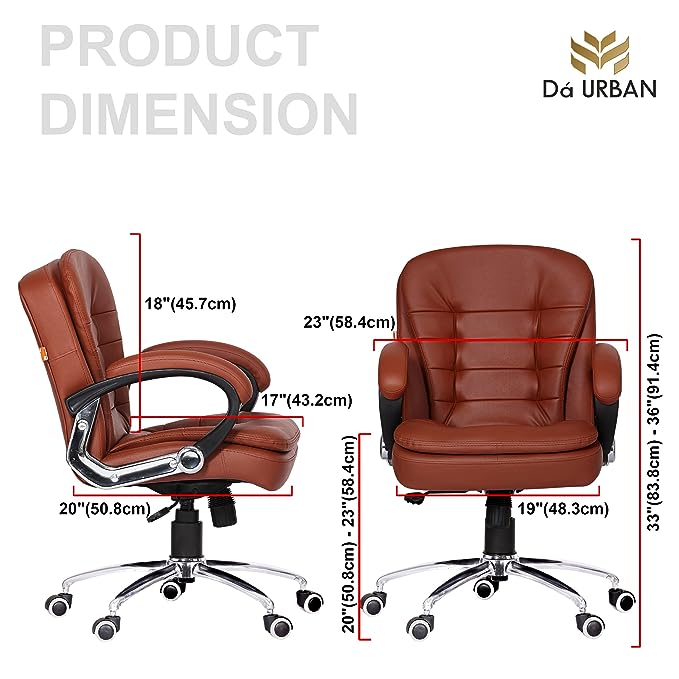 PRODUCT
DIMENSION
Dá URBAN
18"(45.7cm)
17"(43.2cm)
20"(50.8cm)
23"(58.4cm)
19"(48.3cm)
20"(50.8cm) - 23"(58.4cm)
33"(83.8cm) - 36"(91.4cm)